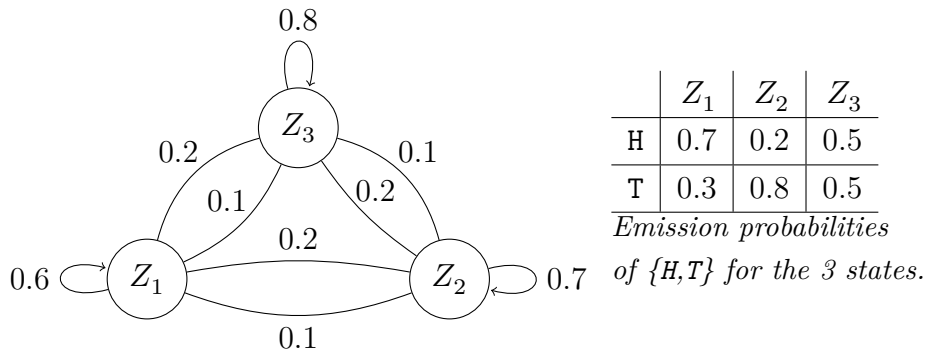 0.8
Z₃
0.2
0.1
0.1
0.2
0.2
0.6
Z₁
Z₂
0.7
0.1
Z₁ Z₂ Z₃
H 0.7 0.2 0.5
T 0.3 0.8 0.5
Emission probabilities
of {H,T} for the 3 states.